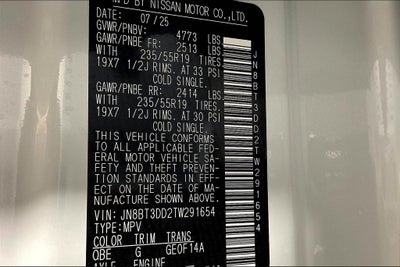 MFD BY NISSAN MOTOR CO.,LTD.
DATE: 07/25
GVWR/PNBV: 4773 LBS
GAWR/PNBE FR: 2513 LBS
WITH 235/55R19 TIRES
19X7 1/2J RIMS. AT 33 PSI
COLD SINGLE.
GAWR/PNBE RR: 2414 LBS
WITH 235/55R19 TIRES.
19X7 1/2J RIMS. AT 30 PSI
COLD SINGLE.
THIS VEHICLE CONFORMS
TO ALL APPLICABLE FED-
ERAL MOTOR VEHICLE SA-
FETY AND THEFT PREVEN-
TION STANDARDS IN EFF-
ECT ON THE DATE OF MA-
NUFACTURE SHOWN ABOVE.
VIN: JN8BT3DD2TW291654
TYPE: MPV
COLOR TRIM TRANS
QBE G GE0F14A
AXLE ENGINE
JN8BT3DD2TW291654